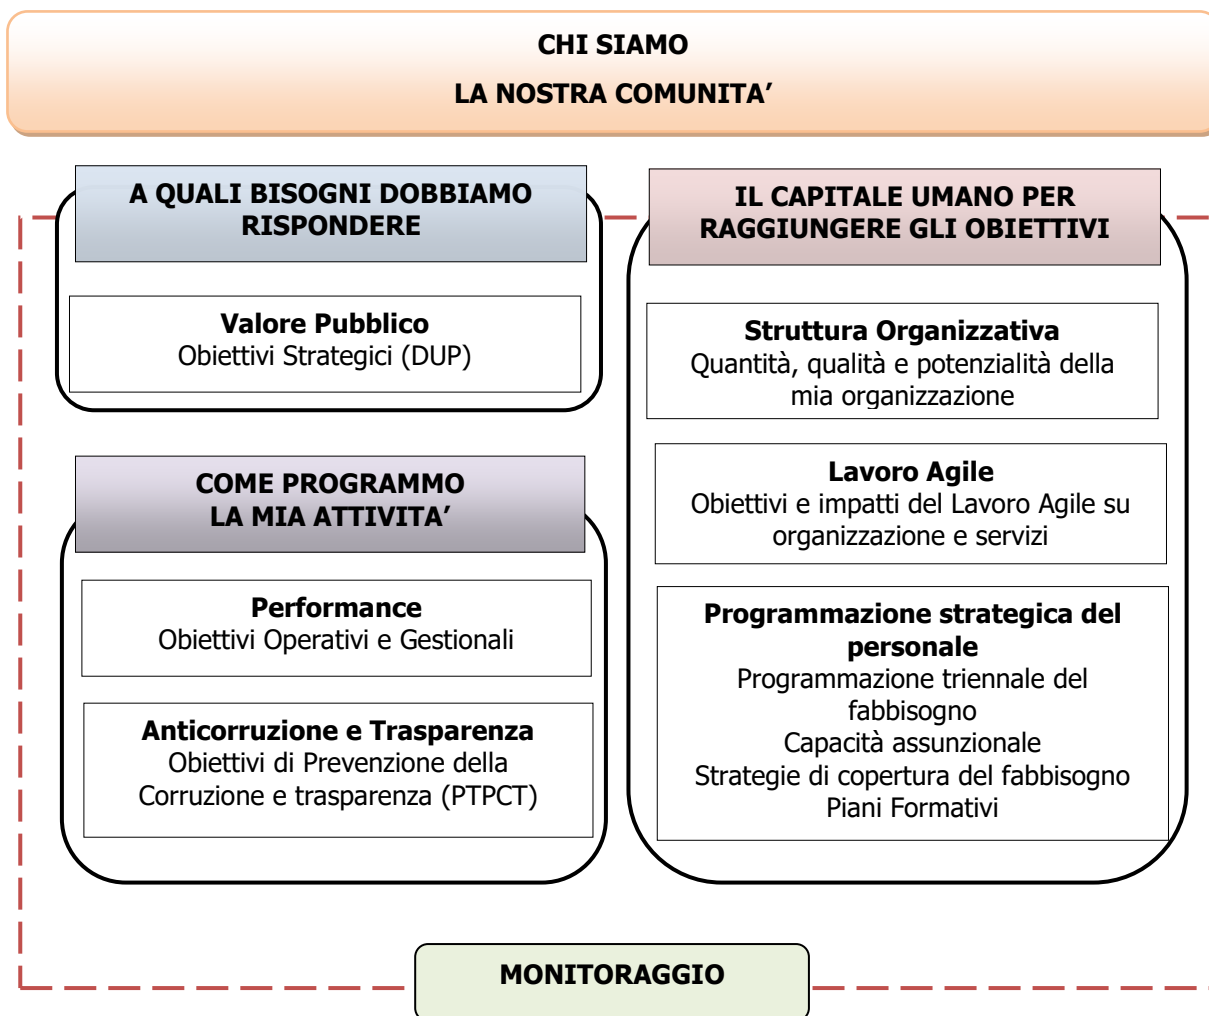 CHI SIAMO
LA NOSTRA COMUNITA’
A QUALI BISOGNI DOBBIAMO
RISPONDERE
Valore Pubblico
Obiettivi Strategici (DUP)
COME PROGRAMMO
LA MIA ATTIVITA’
Performance
Obiettivi Operativi e Gestionali
Anticorruzione e Trasparenza
Obiettivi di Prevenzione della
Corruzione e trasparenza (PTPCT)
IL CAPITALE UMANO PER
RAGGIUNGERE GLI OBIETTIVI
Struttura Organizzativa
Quantità, qualità e potenzialità della
mia organizzazione
Lavoro Agile
Obiettivi e impatti del Lavoro Agile su
organizzazione e servizi
Programmazione strategica del
personale
Programmazione triennale del
fabbisogno
Capacità assunzionale
Strategie di copertura del fabbisogno
Piani Formativi
MONITORAGGIO